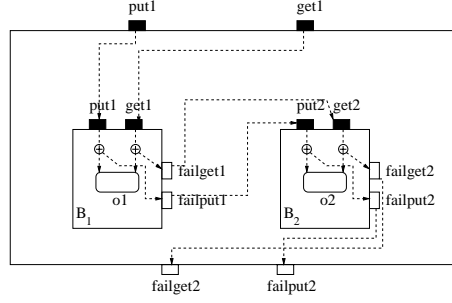 put1 get1
put1 get1 put2 get2
failget1 failget2
o1 failput1 o2 failput2
B1 B2
failget2 failput2